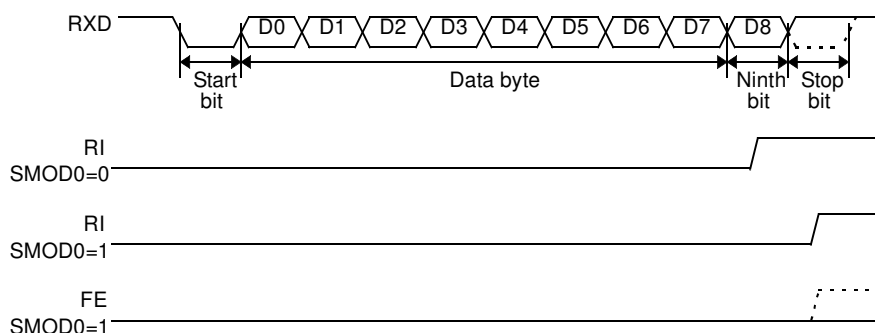 RXD D0 D1 D2 D3 D4 D5 D6 D7 D8
Start bit
Data byte
Ninth bit
Stop bit
RI
SMOD0=0
RI
SMOD0=1
FE
SMOD0=1